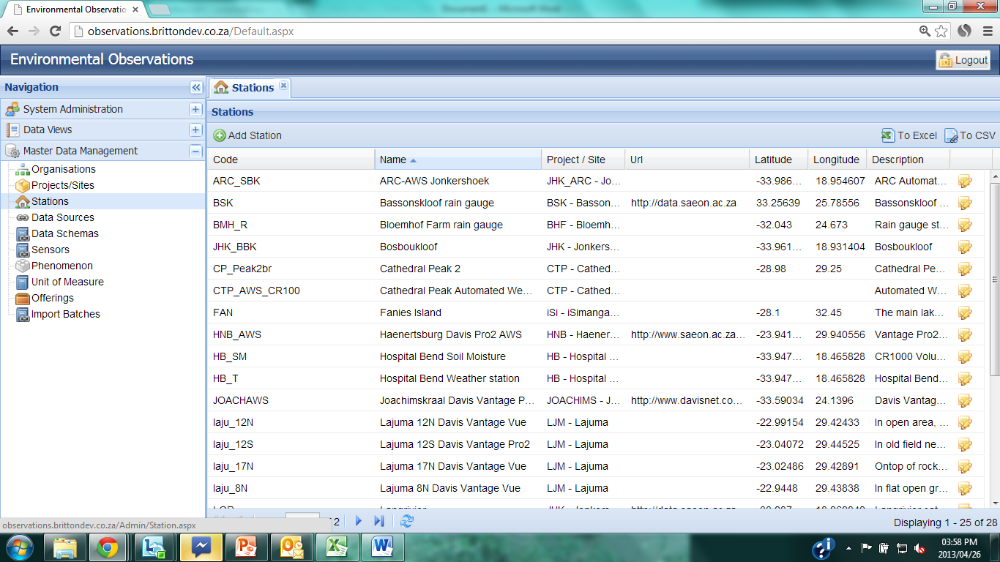 Document1 - Microsoft Word
Environmental Observatio
observations.brittondev.co.za/Default.aspx
Environmental Observations
Logout
Navigation
System Administration
Data Views
Master Data Management
Organisations
Projects/Sites
Stations
Data Sources
Data Schemas
Sensors
Phenomenon
Unit of Measure
Offerings
Import Batches
Stations
Stations
Add Station To Excel To CSV
Code Name Project / Site Url Latitude Longitude Description
ARC_SBK ARC-AWS Jonkershoek JHK_ARC - Jo... -33.986... 18.954607 ARC Automat...
BSK Bassonskloof rain gauge BSK - Basson... http://data.saeon.ac.za 33.25639 25.78556 Bassonskloof ...
BMH_R Bloemhof Farm rain gauge BHF - Bloemh... -32.043 24.673 Rain gauge st...
JHK_BBK Bosboukloof JHK - Jonkers... -33.961... 18.931404 Bosboukloof
CP_Peak2br Cathedral Peak 2 CTP - Cathed... -28.98 29.25 Cathedral Pe...
CTP_AWS_CR100 Cathedral Peak Automated We... CTP - Cathed... Automated W...
FAN Fanies Island iSi - iSimanga... -28.1 32.45 The main lak...
HNB_AWS Haenertsburg Davis Pro2 AWS HNB - Haener... http://www.saeon.ac.za... -23.941... 29.940556 Vantage Pro2...
HB_SM Hospital Bend Soil Moisture HB - Hospital ... -33.947... 18.465828 CR1000 Volu...
HB_T Hospital Bend Weather station HB - Hospital ... -33.947... 18.465828 Hospital Bend...
JOACHAWS Joachimskraal Davis Vantage P... JOACHIMS - J... http://www.davisnet.co... -33.59034 24.1396 Davis Vantag...
laju_12N Lajuma 12N Davis Vantage Vue LJM - Lajuma -22.99154 29.42433 In open area, ...
laju_12S Lajuma 12S Davis Vantage Pro2 LJM - Lajuma -23.04072 29.44525 In old field ne...
laju_17N Lajuma 17N Davis Vantage Vue LJM - Lajuma -23.02486 29.42891 Ontop of rock...
laju_8N Lajuma 8N Davis Vantage Vue LJM - Lajuma -22.9448 29.43838 In flat open gr...
2 Displaying 1 - 25 of 28
observations.brittondev.co.za/Admin/Station.aspx
03:58 PM
2013/04/26